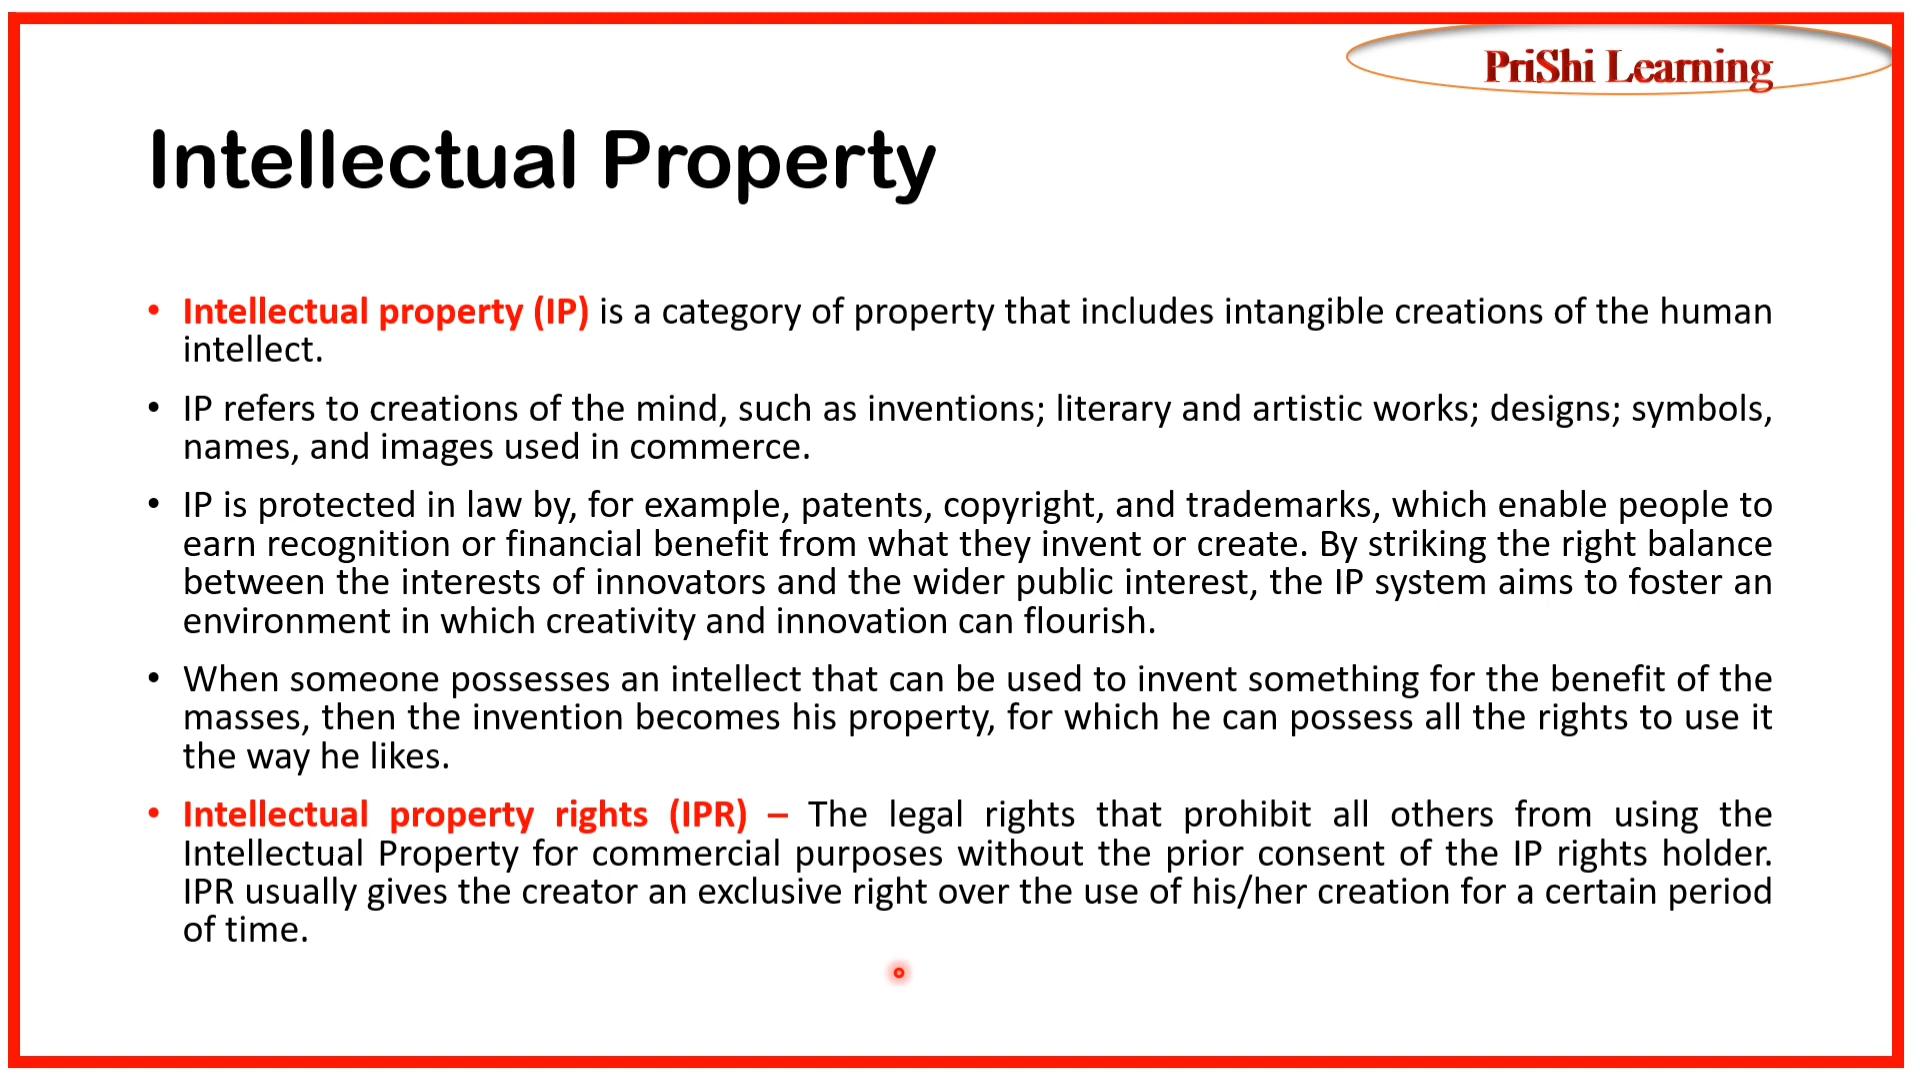 PriShi Learning
Intellectual Property
• Intellectual property (IP) is a category of property that includes intangible creations of the human
intellect.
• IP refers to creations of the mind, such as inventions; literary and artistic works; designs; symbols,
names, and images used in commerce.
• IP is protected in law by, for example, patents, copyright, and trademarks, which enable people to
earn recognition or financial benefit from what they invent or create. By striking the right balance
between the interests of innovators and the wider public interest, the IP system aims to foster an
environment in which creativity and innovation can flourish.
• When someone possesses an intellect that can be used to invent something for the benefit of the
masses, then the invention becomes his property, for which he can possess all the rights to use it
the way he likes.
• Intellectual property rights (IPR) – The legal rights that prohibit all others from using the
Intellectual Property for commercial purposes without the prior consent of the IP rights holder.
IPR usually gives the creator an exclusive right over the use of his/her creation for a certain period
of time.